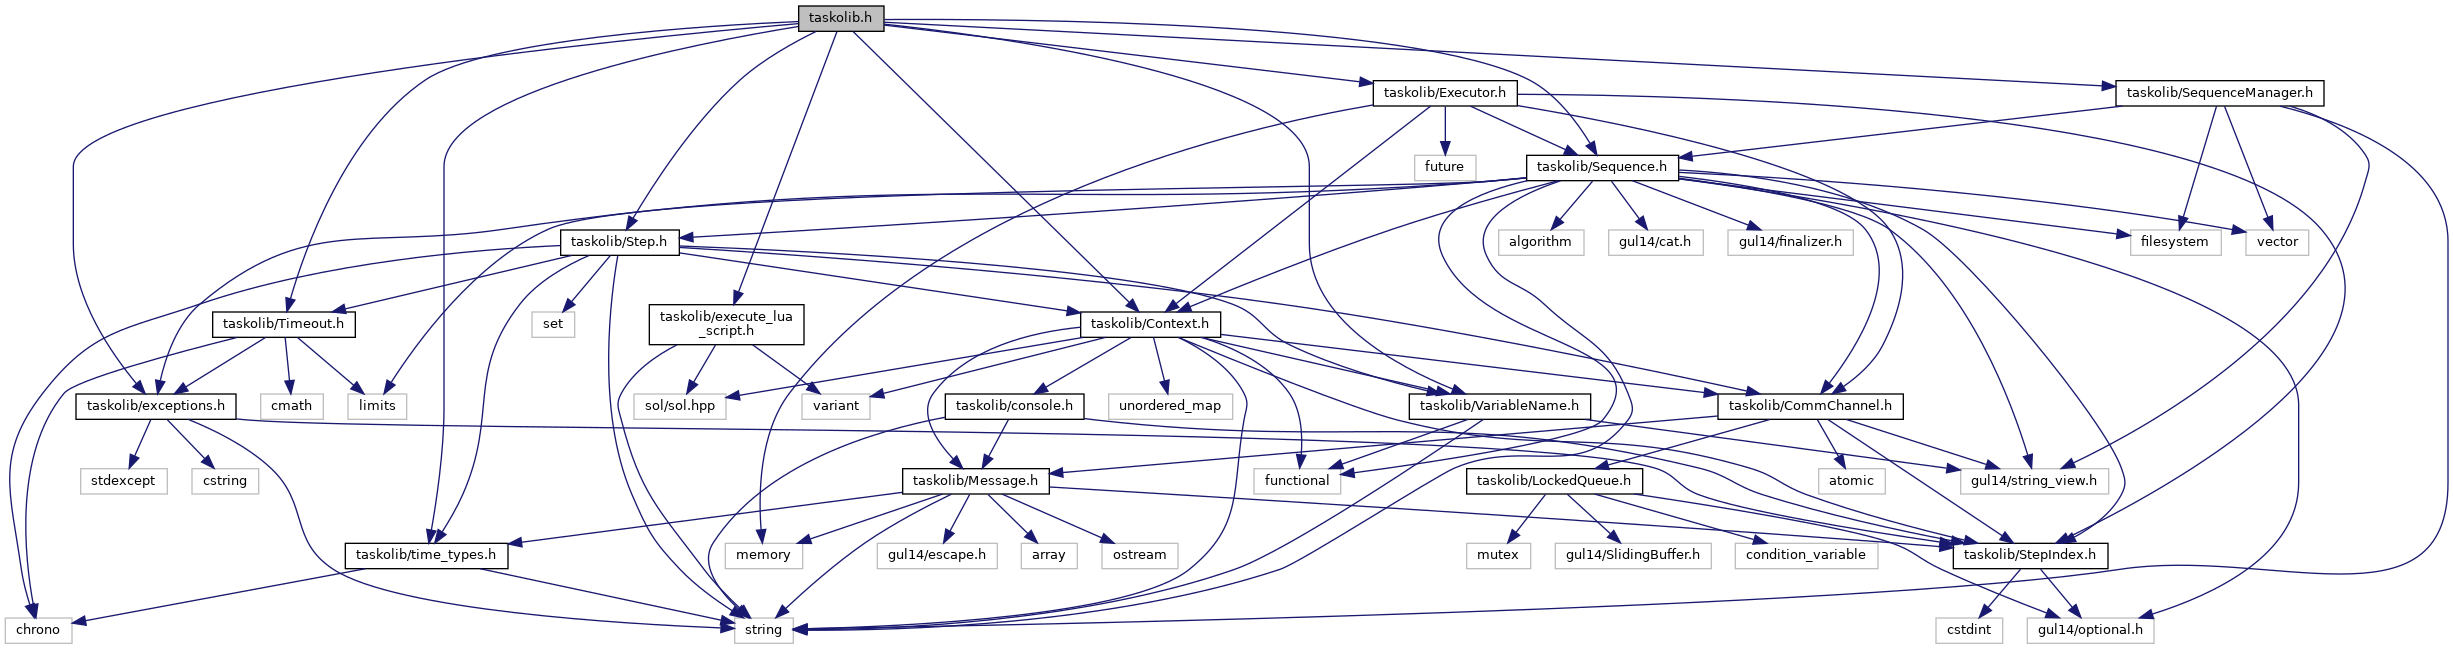 taskolib.h
taskolib/Executor.h
taskolib/SequenceManager.h
future
taskolib/Sequence.h
taskolib/Step.h
algorithm
gul14/cat.h
gul14/finalizer.h
filesystem
vector
taskolib/Timeout.h
set
taskolib/execute_lua
_script.h
taskolib/Context.h
taskolib/exceptions.h
cmath
limits
sol/sol.hpp
variant
taskolib/console.h
unordered_map
taskolib/VariableName.h
taskolib/CommChannel.h
stdexcept
cstring
taskolib/Message.h
functional
taskolib/LockedQueue.h
atomic
gul14/string_view.h
taskolib/time_types.h
memory
gul14/escape.h
array
ostream
mutex
gul14/SlidingBuffer.h
condition_variable
taskolib/StepIndex.h
chrono
string
cstdint
gul14/optional.h